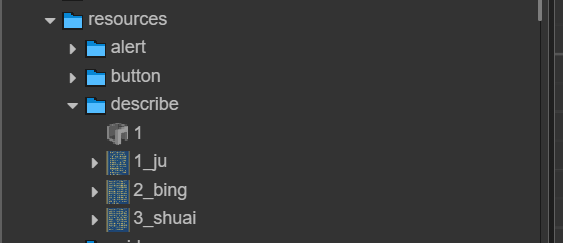 resources
alert
button
describe
1
1_ju
2_bing
3_shuai